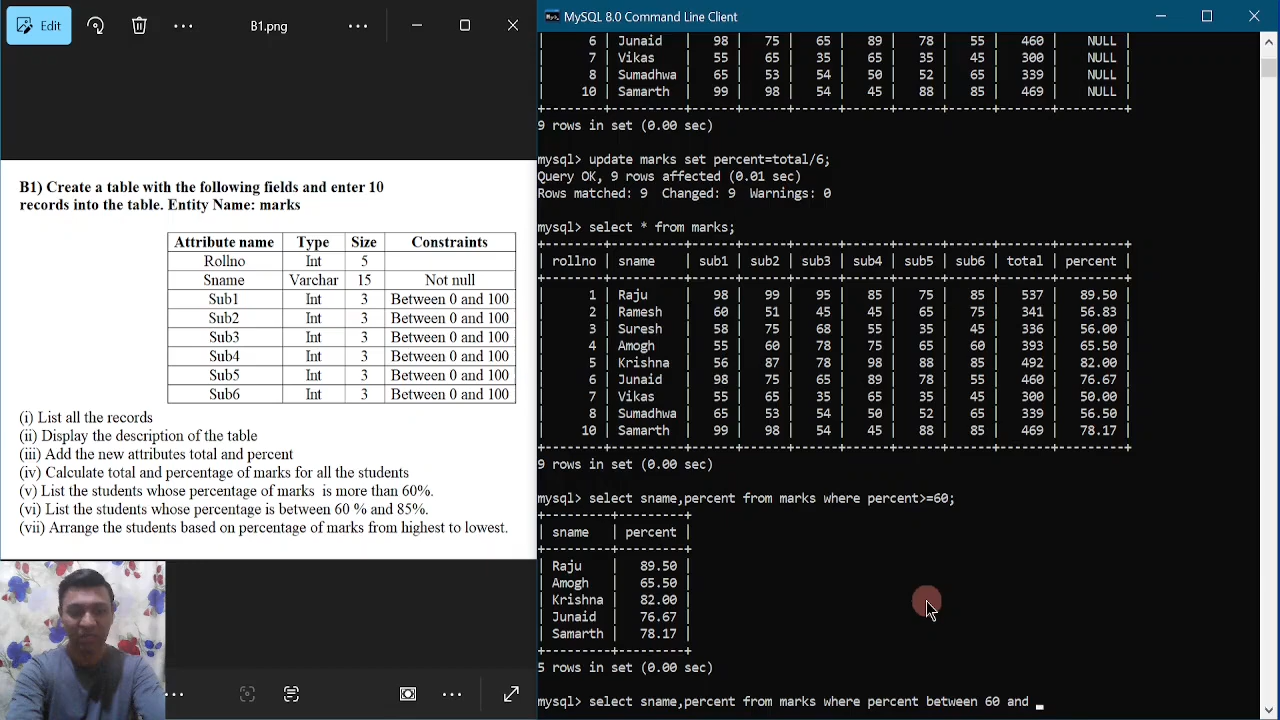 Edit
B1.png
B1) Create a table with the following fields and enter 10
records into the table. Entity Name: marks
Attribute name Type Size Constraints
Rollno Int 5
Sname Varchar 15 Not null
Sub1 Int 3 Between 0 and 100
Sub2 Int 3 Between 0 and 100
Sub3 Int 3 Between 0 and 100
Sub4 Int 3 Between 0 and 100
Sub5 Int 3 Between 0 and 100
Sub6 Int 3 Between 0 and 100
(i) List all the records
(ii) Display the description of the table
(iii) Add the new attributes total and percent
(iv) Calculate total and percentage of marks for all the students
(v) List the students whose percentage of marks  is more than 60%.
(vi) List the students whose percentage is between 60 % and 85%.
(vii) Arrange the students based on percentage of marks from highest to lowest.
MySQL 8.0 Command Line Client
| 6 | Junaid | 98 | 75 | 65 | 89 | 78 | 55 | 460 | NULL |
| 7 | Vikas | 55 | 65 | 35 | 65 | 35 | 45 | 300 | NULL |
| 8 | Sumadhwa | 65 | 53 | 54 | 50 | 52 | 65 | 339 | NULL |
| 10 | Samarth | 99 | 98 | 54 | 45 | 88 | 85 | 469 | NULL |
9 rows in set (0.00 sec)
mysql> update marks set percent=total/6;
Query OK, 9 rows affected (0.01 sec)
Rows matched: 9  Changed: 9  Warnings: 0
mysql> select * from marks;
| rollno | sname | sub1 | sub2 | sub3 | sub4 | sub5 | sub6 | total | percent |
| 1 | Raju | 98 | 99 | 95 | 85 | 75 | 85 | 537 | 89.50 |
| 2 | Ramesh | 60 | 51 | 45 | 45 | 65 | 75 | 341 | 56.83 |
| 3 | Suresh | 58 | 75 | 68 | 55 | 35 | 45 | 336 | 56.00 |
| 4 | Amogh | 55 | 60 | 78 | 75 | 65 | 60 | 393 | 65.50 |
| 5 | Krishna | 56 | 87 | 78 | 98 | 88 | 85 | 492 | 82.00 |
| 6 | Junaid | 98 | 75 | 65 | 89 | 78 | 55 | 460 | 76.67 |
| 7 | Vikas | 55 | 65 | 35 | 65 | 35 | 45 | 300 | 50.00 |
| 8 | Sumadhwa | 65 | 53 | 54 | 50 | 52 | 65 | 339 | 56.50 |
| 10 | Samarth | 99 | 98 | 54 | 45 | 88 | 85 | 469 | 78.17 |
9 rows in set (0.00 sec)
mysql> select sname,percent from marks where percent>=60;
| sname | percent |
| Raju | 89.50 |
| Amogh | 65.50 |
| Krishna | 82.00 |
| Junaid | 76.67 |
| Samarth | 78.17 |
5 rows in set (0.00 sec)
mysql> select sname,percent from marks where percent between 60 and